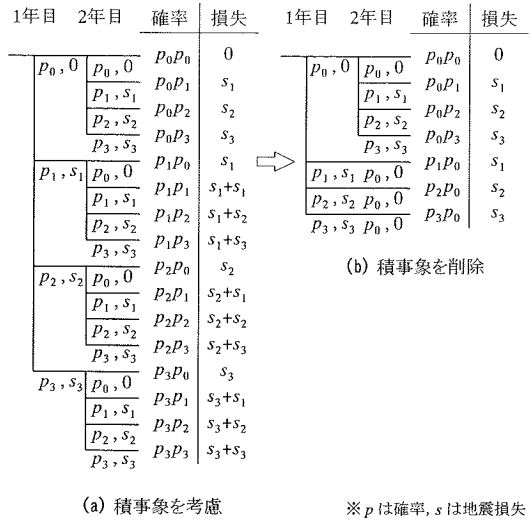 1年目 2年目 確率 損失
p₀ , 0 p₀ , 0 p₀p₀ 0
p₁ , s₁ p₀p₁ s₁
p₂ , s₂ p₀p₂ s₂
p₃ , s₃ p₀p₃ s₃
p₁ , s₁ p₀ , 0 p₁p₀ s₁
p₁ , s₁ p₁p₁ s₁+s₁
p₂ , s₂ p₁p₂ s₁+s₂
p₃ , s₃ p₁p₃ s₁+s₃
p₂ , s₂ p₀ , 0 p₂p₀ s₂
p₁ , s₁ p₂p₁ s₂+s₁
p₂ , s₂ p₂p₂ s₂+s₂
p₃ , s₃ p₂p₃ s₂+s₃
p₃ , s₃ p₀ , 0 p₃p₀ s₃
p₁ , s₁ p₃p₁ s₃+s₁
p₂ , s₂ p₃p₂ s₃+s₂
p₃ , s₃ p₃p₃ s₃+s₃
(a) 積事象を考慮
1年目 2年目 確率 損失
p₀ , 0 p₀ , 0 p₀p₀ 0
p₁ , s₁ p₀p₁ s₁
p₂ , s₂ p₀p₂ s₂
p₃ , s₃ p₀p₃ s₃
p₁ , s₁ p₀ , 0 p₁p₀ s₁
p₂ , s₂ p₀ , 0 p₂p₀ s₂
p₃ , s₃ p₀ , 0 p₃p₀ s₃
(b) 積事象を削除
※ p は確率, s は地震損失